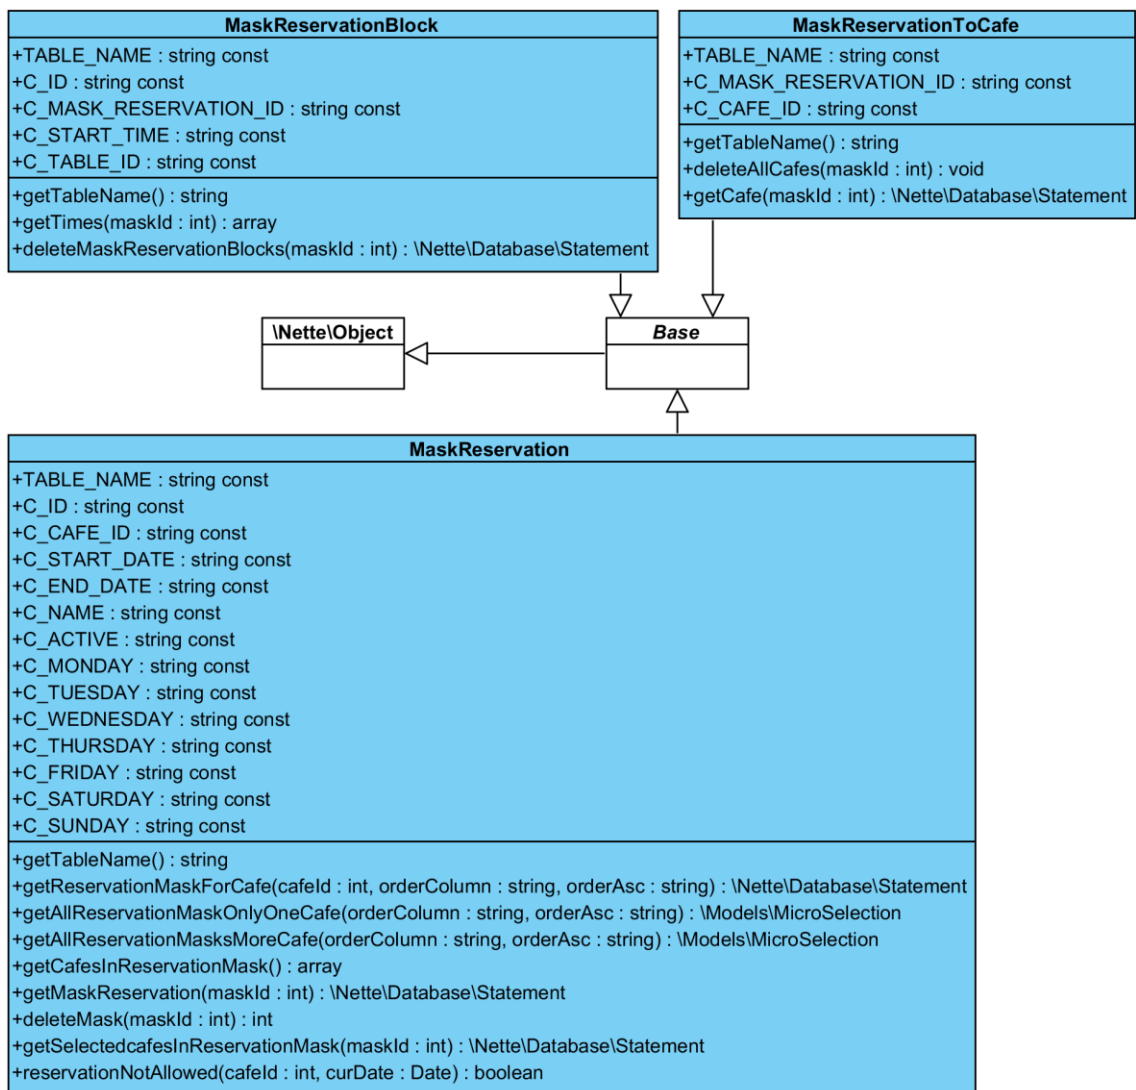 MaskReservationBlock
+TABLE_NAME : string const
+C_ID : string const
+C_MASK_RESERVATION_ID : string const
+C_START_TIME : string const
+C_TABLE_ID : string const
+getTableName() : string
+getTimes(maskId : int) : array
+deleteMaskReservationBlocks(maskId : int) : \Nette\Database\Statement
MaskReservationToCafe
+TABLE_NAME : string const
+C_MASK_RESERVATION_ID : string const
+C_CAFE_ID : string const
+getTableName() : string
+deleteAllCafes(maskId : int) : void
+getCafe(maskId : int) : \Nette\Database\Statement
\Nette\Object
Base
MaskReservation
+TABLE_NAME : string const
+C_ID : string const
+C_CAFE_ID : string const
+C_START_DATE : string const
+C_END_DATE : string const
+C_NAME : string const
+C_ACTIVE : string const
+C_MONDAY : string const
+C_TUESDAY : string const
+C_WEDNESDAY : string const
+C_THURSDAY : string const
+C_FRIDAY : string const
+C_SATURDAY : string const
+C_SUNDAY : string const
+getTableName() : string
+getReservationMaskForCafe(cafeId : int, orderColumn : string, orderAsc : string) : \Nette\Database\Statement
+getAllReservationMaskOnlyOneCafe(orderColumn : string, orderAsc : string) : \Models\MicroSelection
+getAllReservationMasksMoreCafe(orderColumn : string, orderAsc : string) : \Models\MicroSelection
+getCafesInReservationMask() : array
+getMaskReservation(maskId : int) : \Nette\Database\Statement
+deleteMask(maskId : int) : int
+getSelectedcafesInReservationMask(maskId : int) : \Nette\Database\Statement
+reservationNotAllowed(cafeId : int, curDate : Date) : boolean